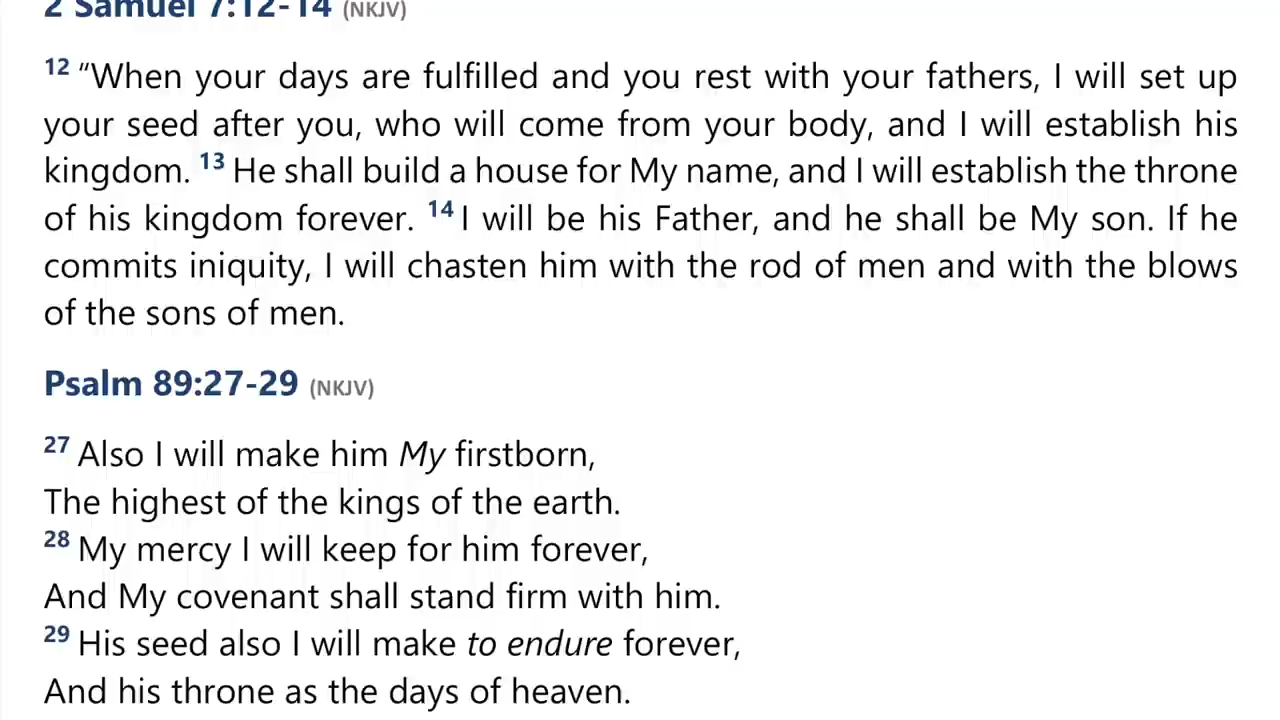 2 Samuel 7:12-14 (NKJV)
12 “When your days are fulfilled and you rest with your fathers, I will set up
your seed after you, who will come from your body, and I will establish his
kingdom. 13 He shall build a house for My name, and I will establish the throne
of his kingdom forever. 14 I will be his Father, and he shall be My son. If he
commits iniquity, I will chasten him with the rod of men and with the blows
of the sons of men.
Psalm 89:27-29 (NKJV)
27 Also I will make him My firstborn,
The highest of the kings of the earth.
28 My mercy I will keep for him forever,
And My covenant shall stand firm with him.
29 His seed also I will make to endure forever,
And his throne as the days of heaven.